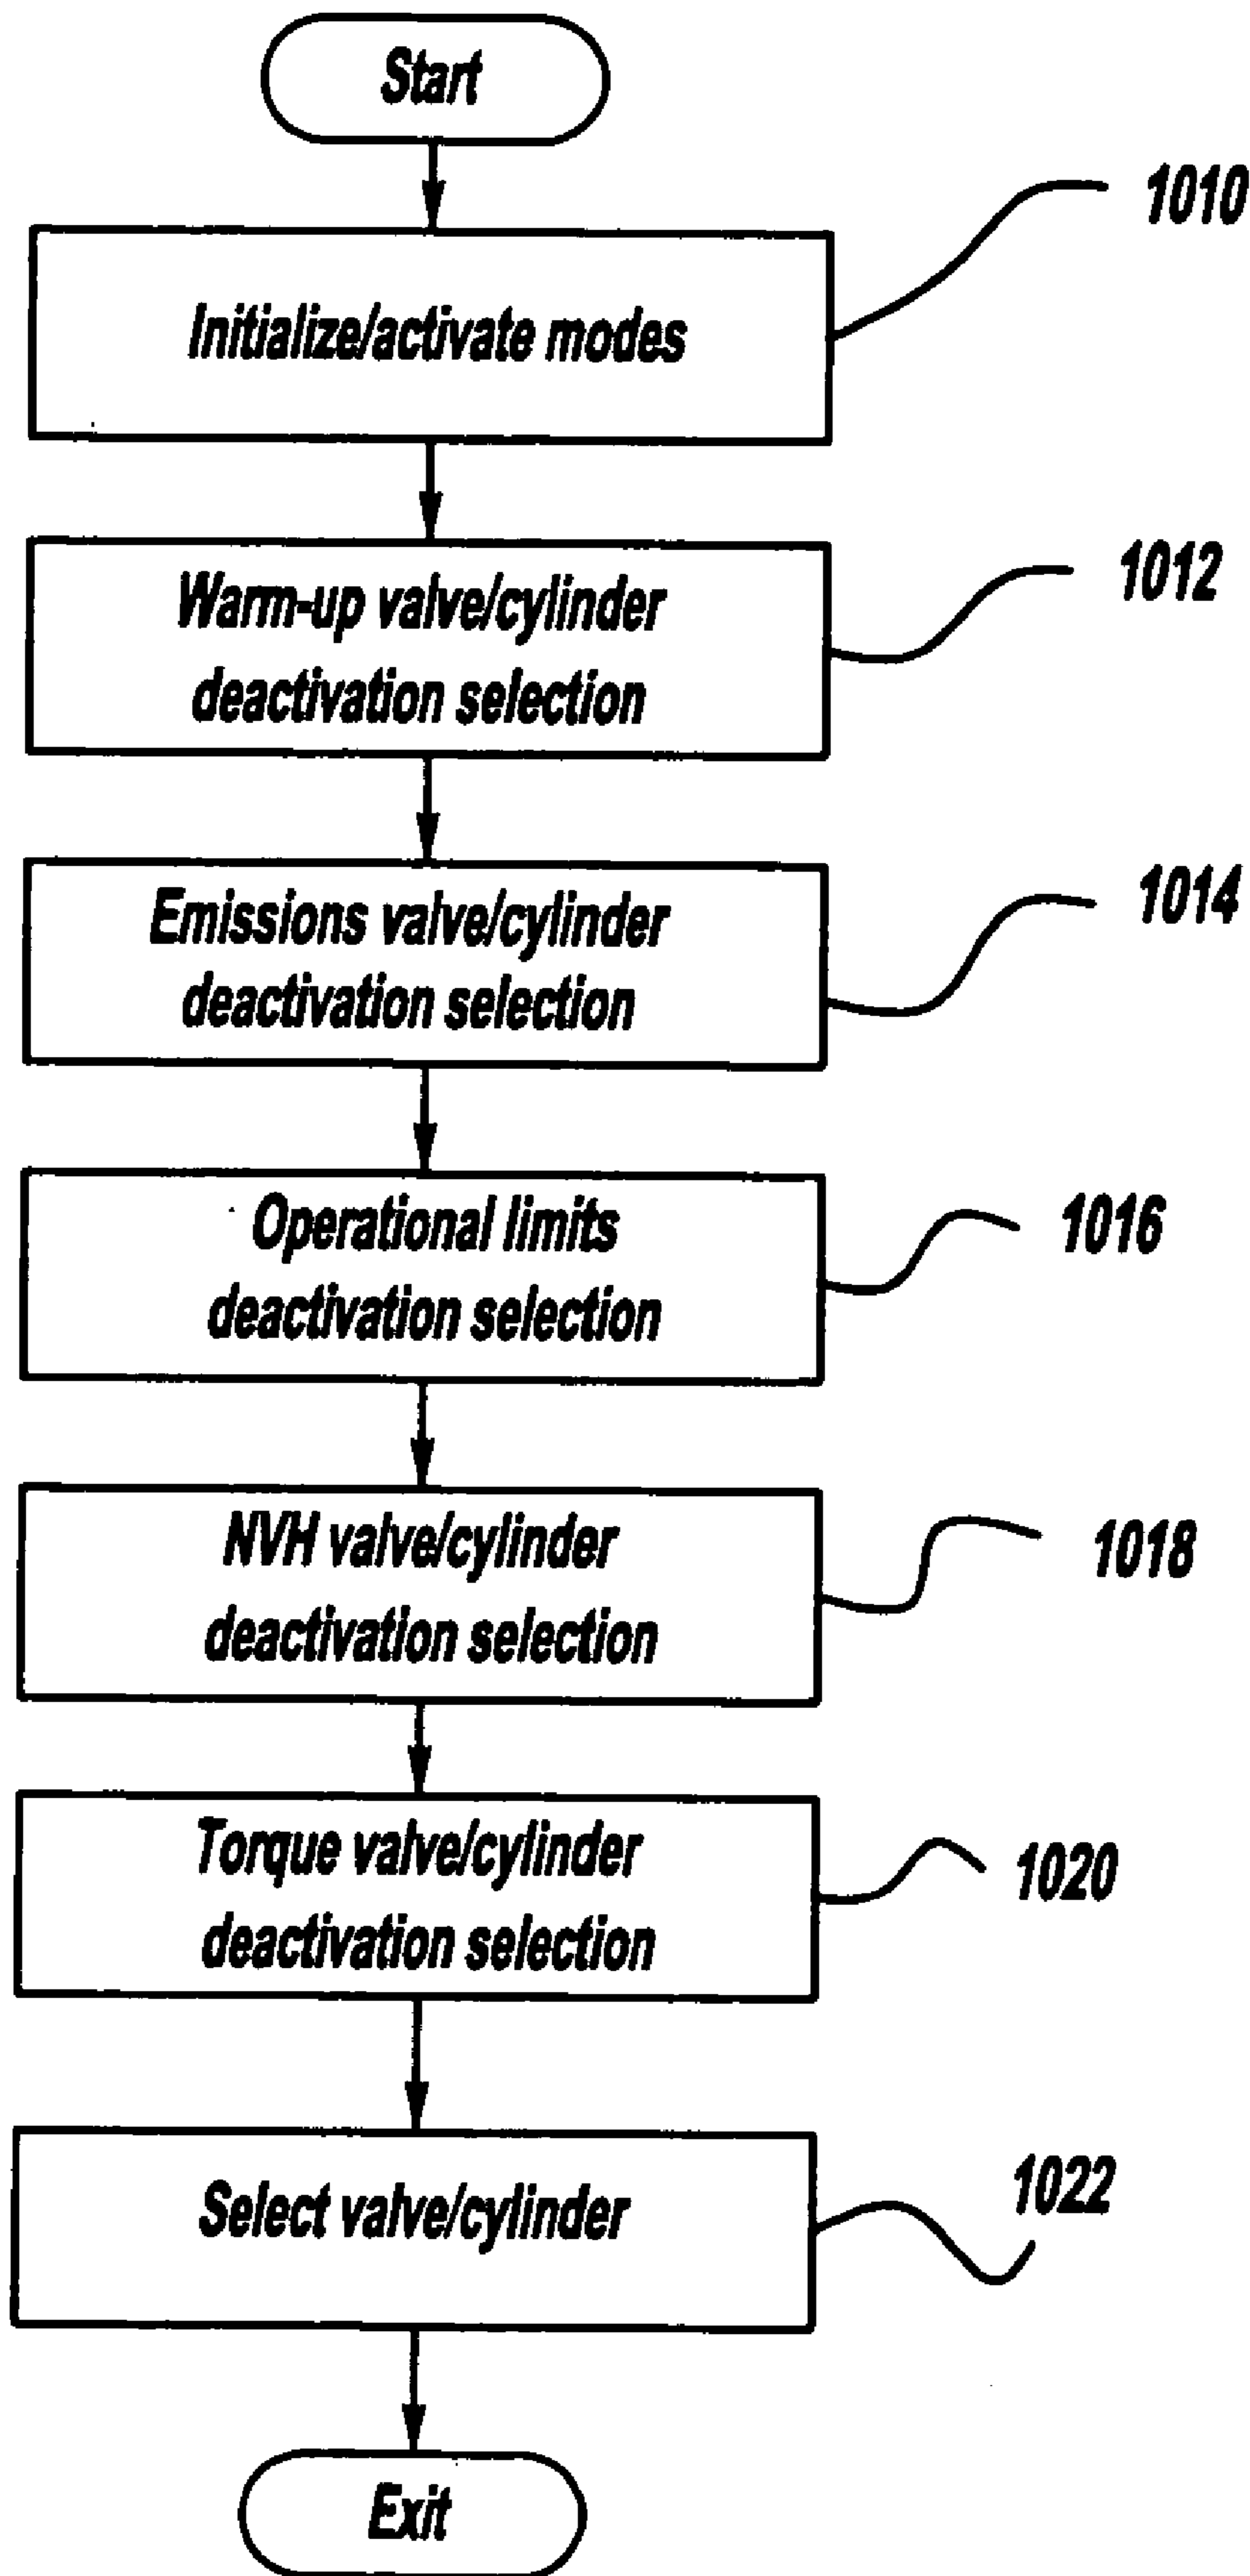 Start
1010
Initialize/activate modes
1012
Warm-up valve/cylinder
deactivation selection
1014
Emissions valve/cylinder
deactivation selection
1016
Operational limits
deactivation selection
1018
NVH valve/cylinder
deactivation selection
1020
Torque valve/cylinder
deactivation selection
1022
Select valve/cylinder
Exit